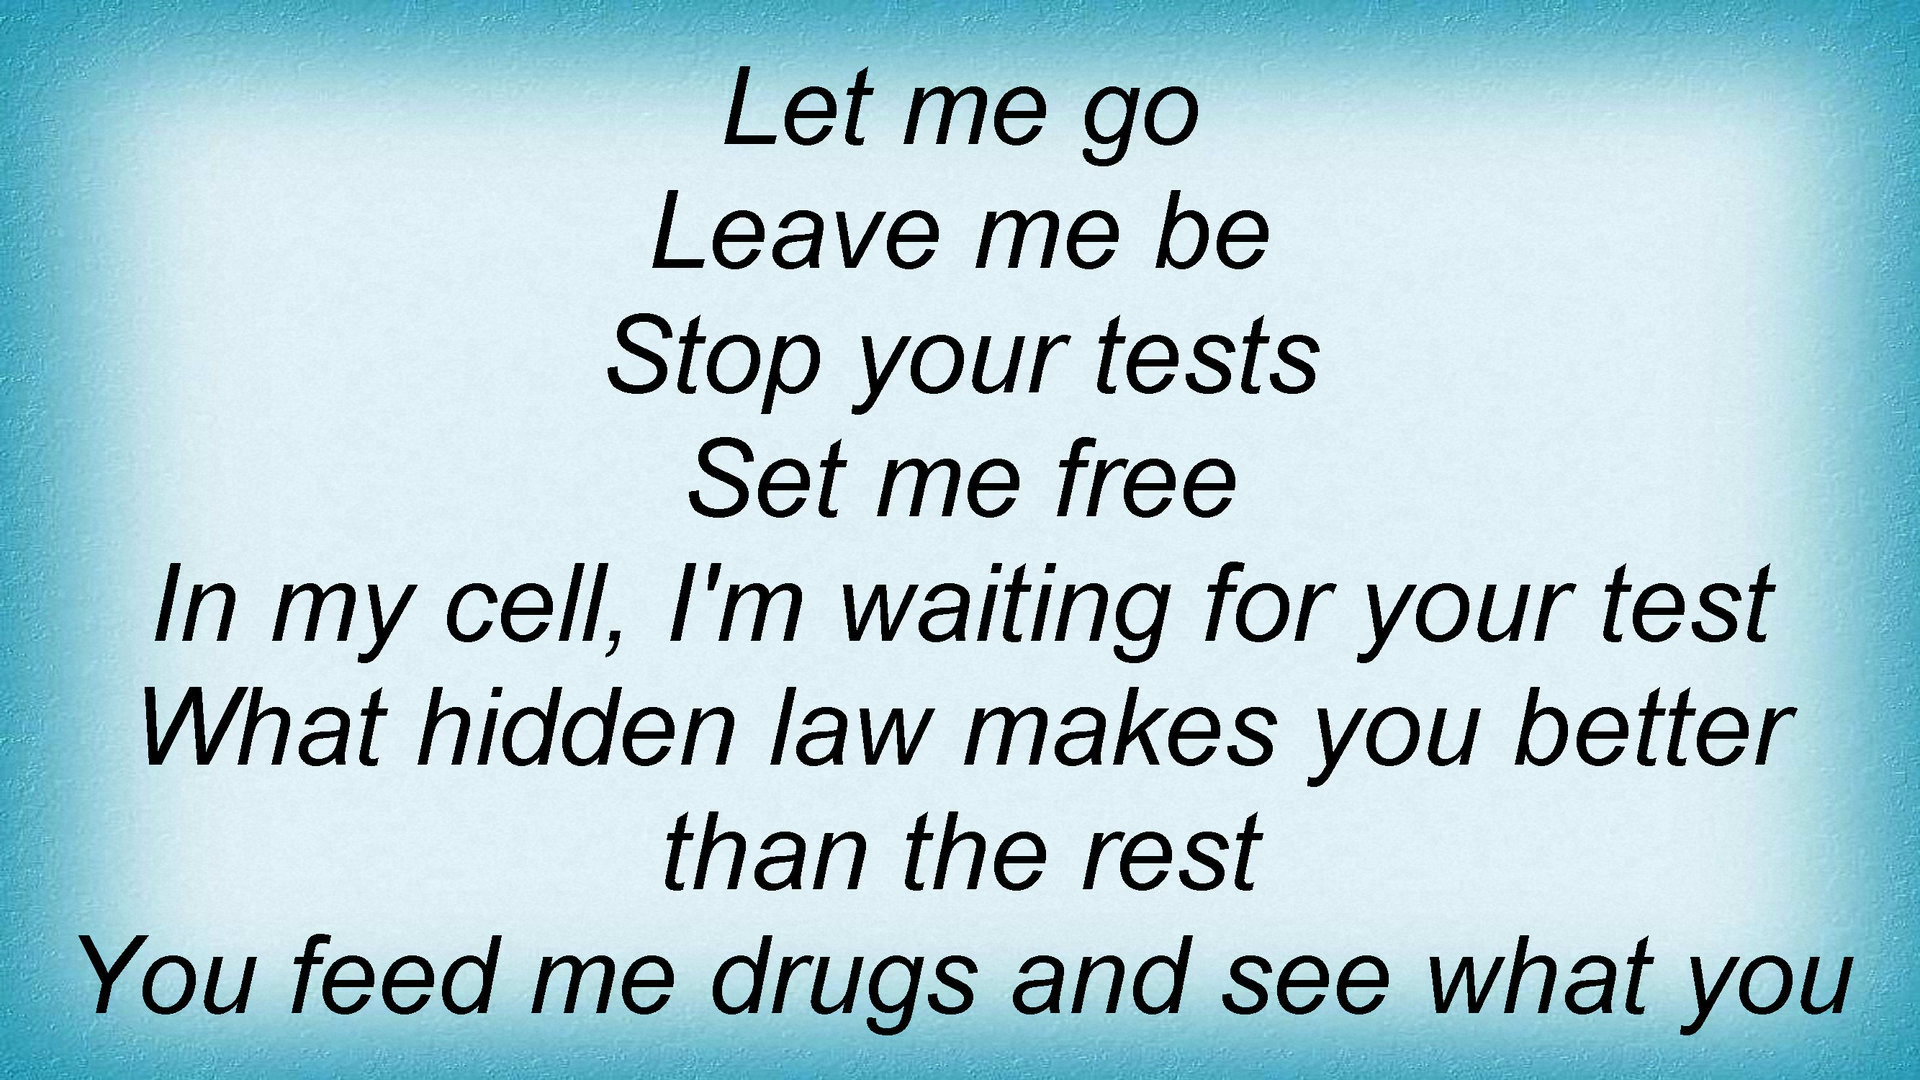 Let me go
Leave me be
Stop your tests
Set me free
In my cell, I'm waiting for your test
What hidden law makes you better
than the rest
You feed me drugs and see what you